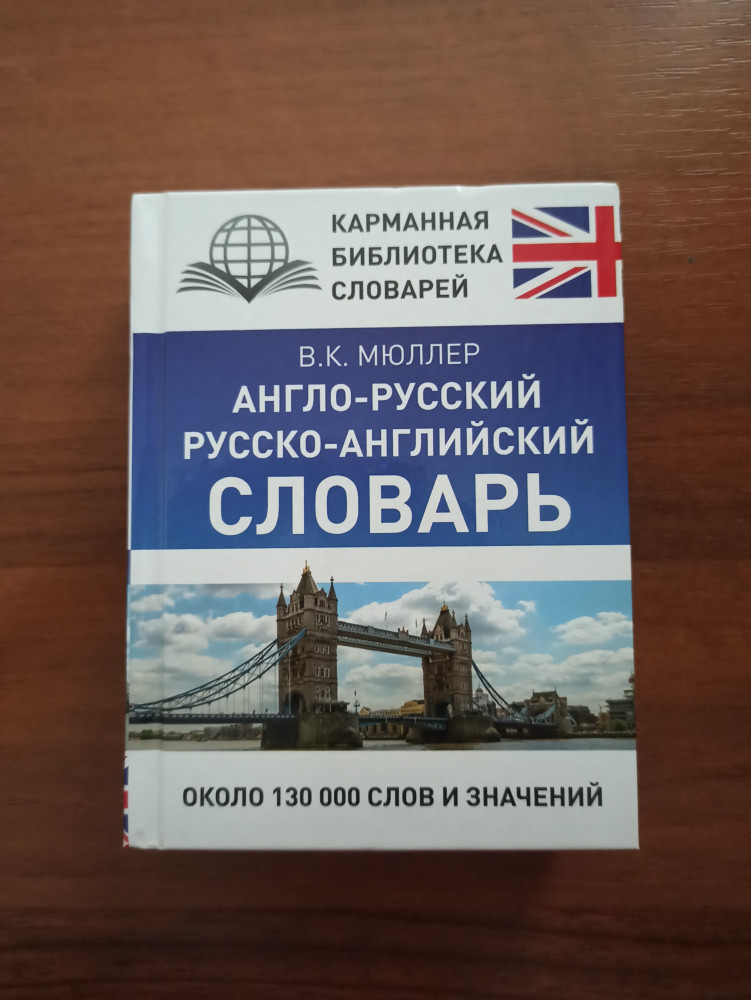 КАРМАННАЯ
БИБЛИОТЕКА
СЛОВАРЕЙ
В.К. МЮЛЛЕР
АНГЛО-РУССКИЙ
РУССКО-АНГЛИЙСКИЙ
СЛОВАРЬ
ОКОЛО 130 000 СЛОВ И ЗНАЧЕНИЙ